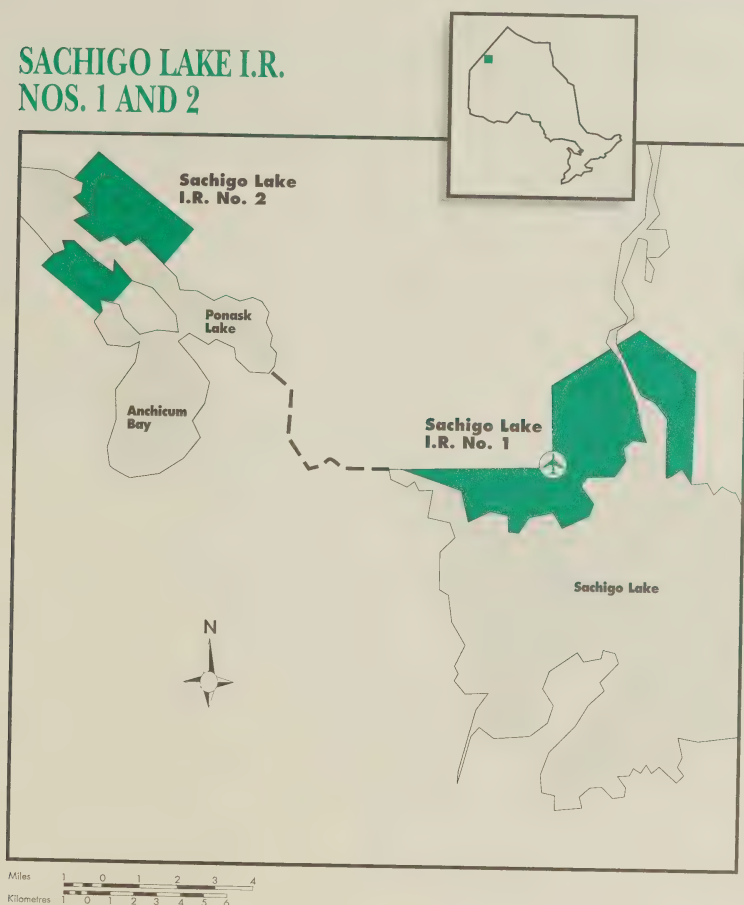 SACHIGO LAKE I.R.
NOS. 1 AND 2
Sachigo Lake
I.R. No. 2
Ponask
Lake
Anchicum
Bay
Sachigo Lake
I.R. No. 1
Sachigo Lake
N
Miles 1 0 1 2 3 4
Kilometres 1 0 1 2 3 4 5 6